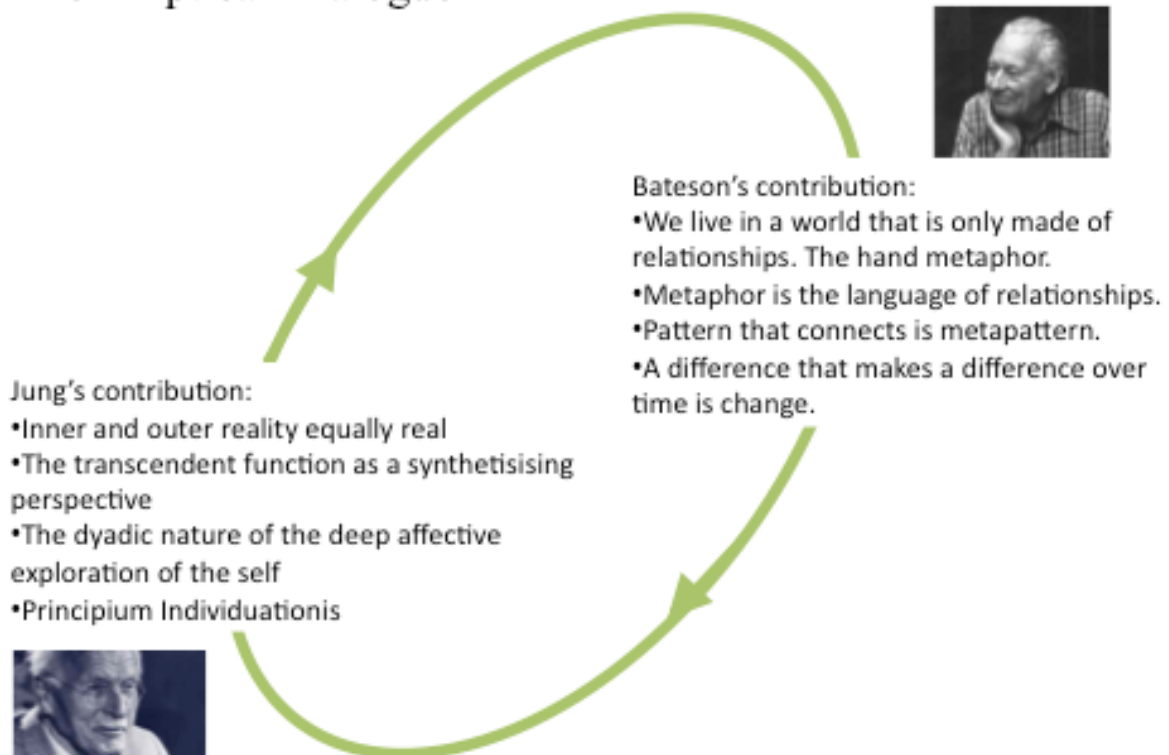 Bateson's contribution:
•We live in a world that is only made of
relationships. The hand metaphor.
•Metaphor is the language of relationships.
•Pattern that connects is metapattern.
•A difference that makes a difference over
time is change.
Jung's contribution:
•Inner and outer reality equally real
•The transcendent function as a synthetisising
perspective
•The dyadic nature of the deep affective
exploration of the self
•Principium Individuationis